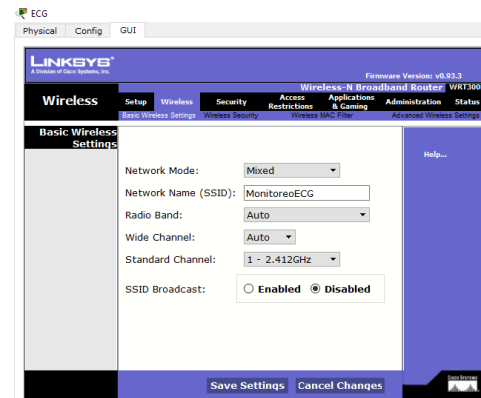 ECG
Physical Config GUI
LINKSYS®
A Division of Cisco Systems, Inc.
Firmware Version: v0.93.3
Wireless-N Broadband Router WRT300
Wireless
Setup Wireless Security Access Restrictions Applications & Gaming Administration Status
Basic Wireless Settings Wireless Security Wireless MAC Filter Advanced Wireless Settings
Basic Wireless
Settings
Help...
Network Mode: Mixed
Network Name (SSID): MonitoreoECG
Radio Band: Auto
Wide Channel: Auto
Standard Channel: 1 - 2.412GHz
SSID Broadcast: Enabled Disabled
Save Settings Cancel Changes
Cisco Systems